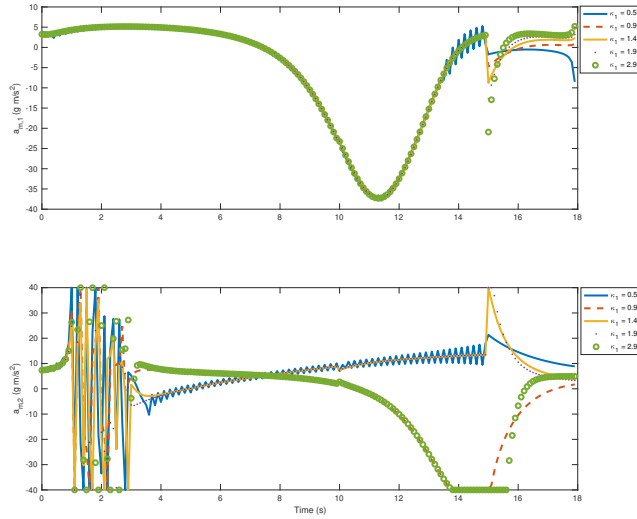 10
5
0
-5
-10
-15
-20
-25
-30
-35
-40
a_m,1 (g m/s²)
0 2 4 6 8 10 12 14 16 18
κ₁ = 0.5
κ₁ = 0.9
κ₁ = 1.4
κ₁ = 1.9
κ₁ = 2.9
40
30
20
10
0
-10
-20
-30
-40
a_m,2 (g m/s²)
0 2 4 6 8 10 12 14 16 18
Time (s)
κ₁ = 0.5
κ₁ = 0.9
κ₁ = 1.4
κ₁ = 1.9
κ₁ = 2.9